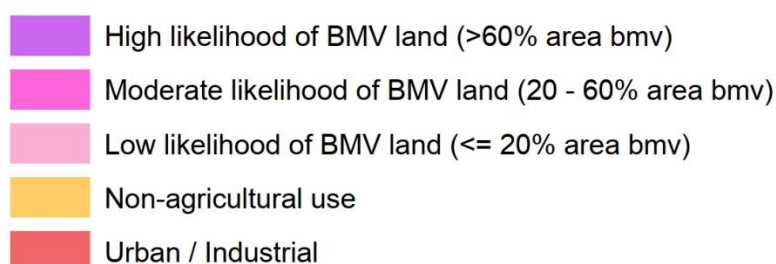 High likelihood of BMV land (>60% area bmv)
Moderate likelihood of BMV land (20 - 60% area bmv)
Low likelihood of BMV land (<= 20% area bmv)
Non-agricultural use
Urban / Industrial